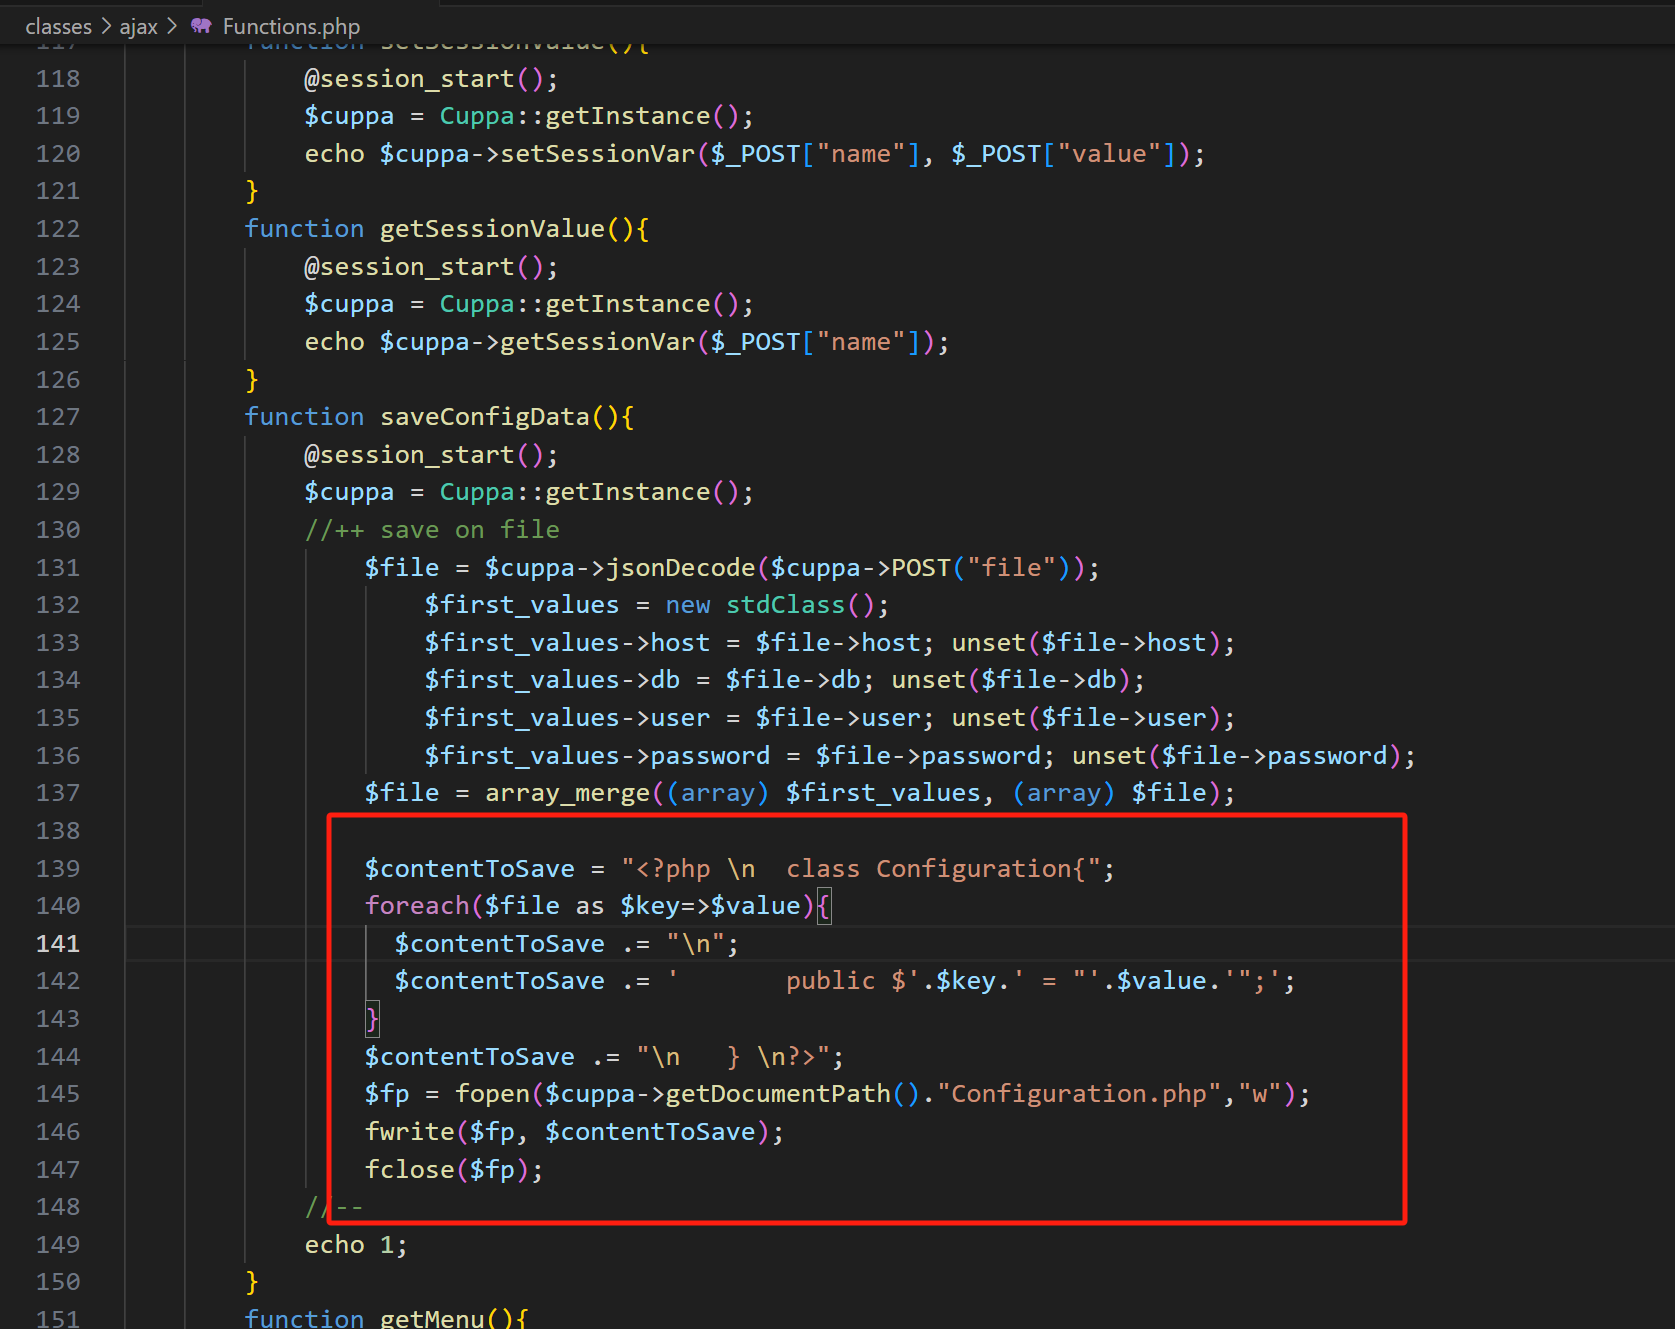 classes > ajax > Functions.php
117 function setSessionValue(){
118 @session_start();
119 $cuppa = Cuppa::getInstance();
120 echo $cuppa->setSessionVar($_POST["name"], $_POST["value"]);
121 }
122 function getSessionValue(){
123 @session_start();
124 $cuppa = Cuppa::getInstance();
125 echo $cuppa->getSessionVar($_POST["name"]);
126 }
127 function saveConfigData(){
128 @session_start();
129 $cuppa = Cuppa::getInstance();
130 //++ save on file
131 $file = $cuppa->jsonDecode($cuppa->POST("file"));
132 $first_values = new stdClass();
133 $first_values->host = $file->host; unset($file->host);
134 $first_values->db = $file->db; unset($file->db);
135 $first_values->user = $file->user; unset($file->user);
136 $first_values->password = $file->password; unset($file->password);
137 $file = array_merge((array) $first_values, (array) $file);
138
139 $contentToSave = "<?php \n  class Configuration{";
140 foreach($file as $key=>$value){
141 $contentToSave .= "\n";
142 $contentToSave .= '       public $'.$key.' = "'.$value.'";';
143 }
144 $contentToSave .= "\n   } \n?>";
145 $fp = fopen($cuppa->getDocumentPath()."Configuration.php","w");
146 fwrite($fp, $contentToSave);
147 fclose($fp);
148 //--
149 echo 1;
150 }
151 function getMenu(){